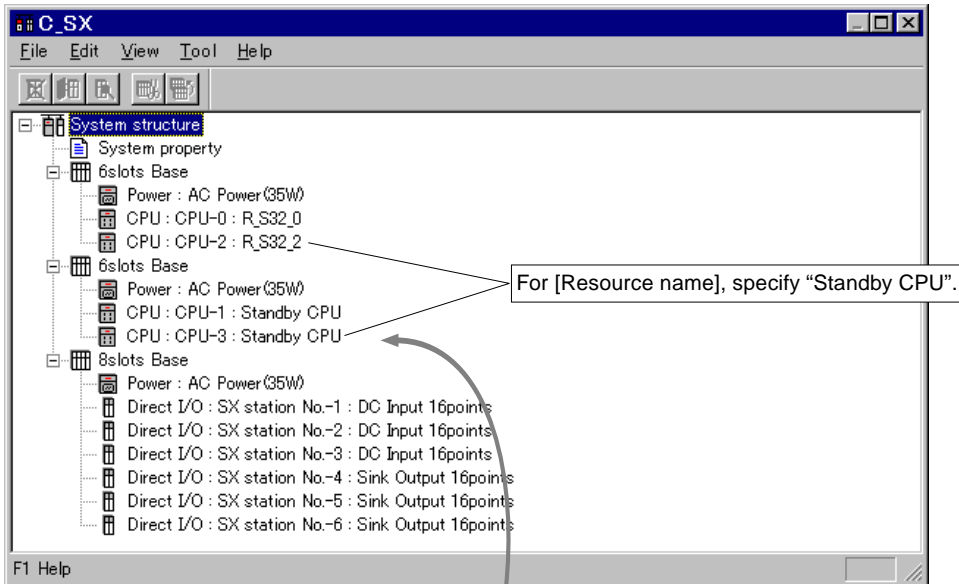 C_SX
File Edit View Tool Help
System structure
System property
6slots Base
Power : AC Power(35W)
CPU : CPU-0 : R_S32_0
CPU : CPU-2 : R_S32_2
6slots Base
Power : AC Power(35W)
CPU : CPU-1 : Standby CPU
CPU : CPU-3 : Standby CPU
For [Resource name], specify “Standby CPU”.
8slots Base
Power : AC Power(35W)
Direct I/O : SX station No.-1 : DC Input 16points
Direct I/O : SX station No.-2 : DC Input 16points
Direct I/O : SX station No.-3 : DC Input 16points
Direct I/O : SX station No.-4 : Sink Output 16points
Direct I/O : SX station No.-5 : Sink Output 16points
Direct I/O : SX station No.-6 : Sink Output 16points
F1 Help